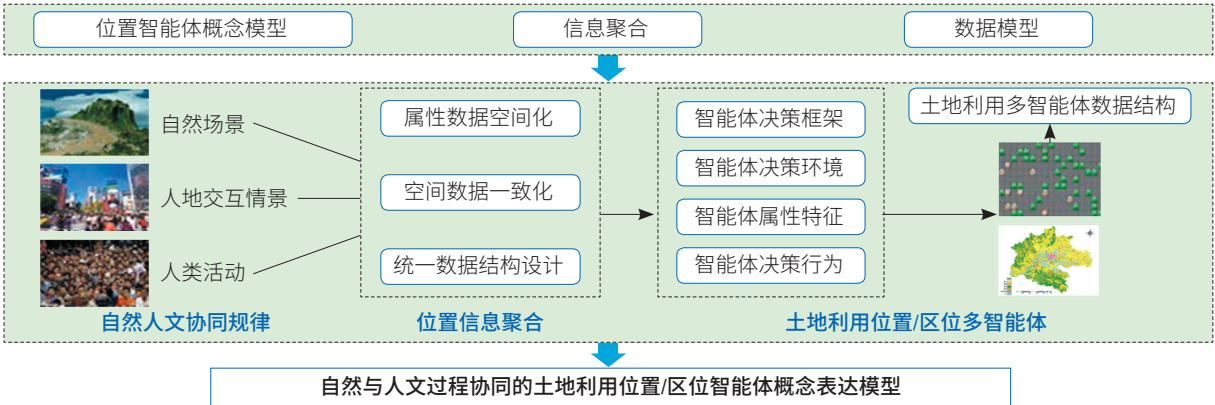 位置智能体概念模型
信息聚合
数据模型
自然场景
人地交互情景
人类活动
自然人文协同规律
属性数据空间化
空间数据一致化
统一数据结构设计
位置信息聚合
智能体决策框架
智能体决策环境
智能体属性特征
智能体决策行为
土地利用多智能体数据结构
土地利用位置/区位多智能体
自然与人文过程协同的土地利用位置/区位智能体概念表达模型